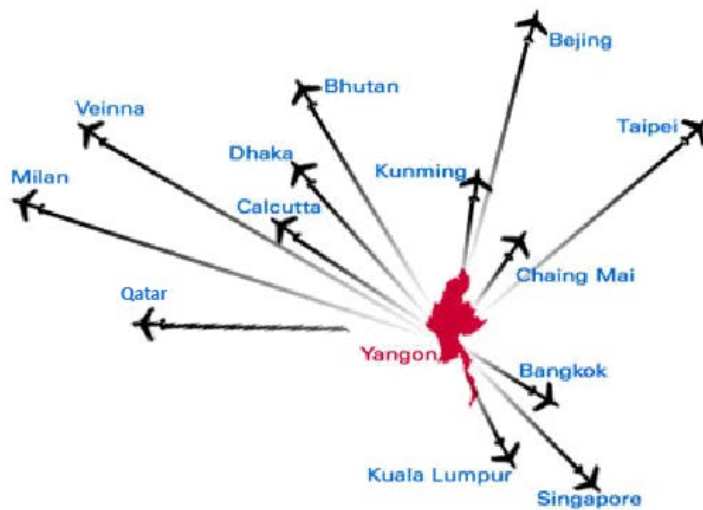 Bejing
Bhutan
Veinna
Taipei
Dhaka
Kunming
Milan
Calcutta
Chaing Mai
Qatar
Yangon
Bangkok
Kuala Lumpur
Singapore